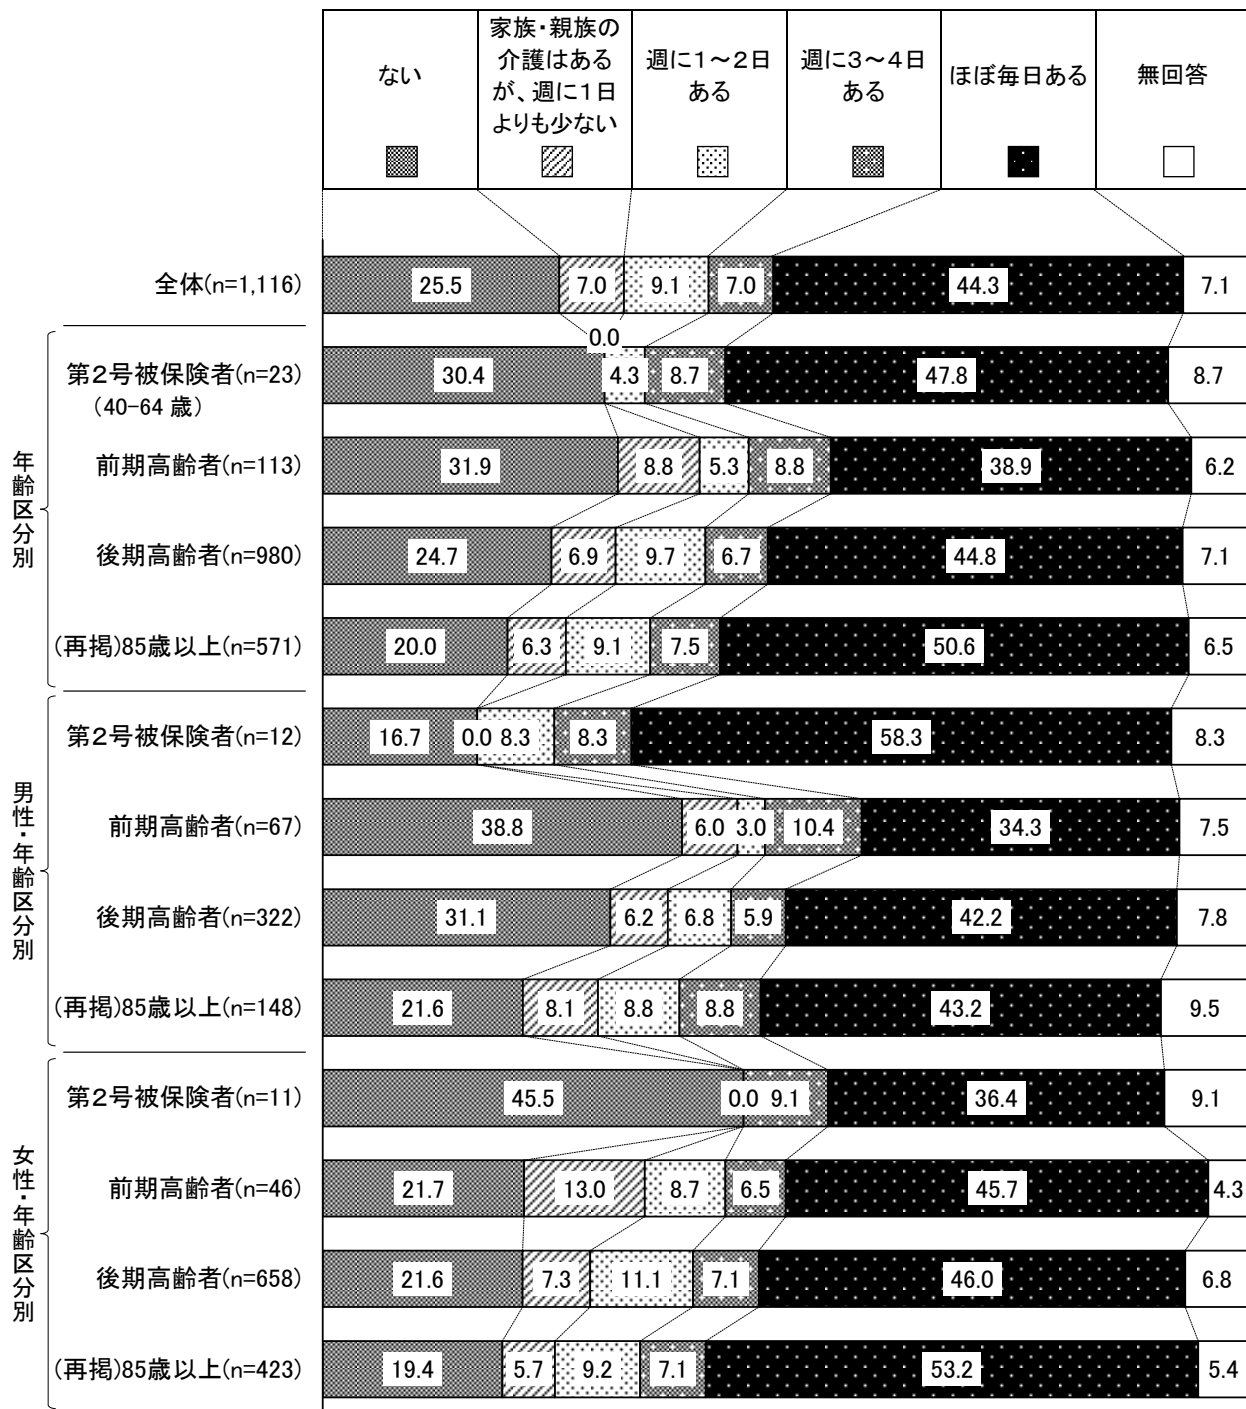 ない
家族・親族の
介護はある
が、週に1日
よりも少ない
週に1～2日
ある
週に3～4日
ある
ほぼ毎日ある
無回答
全体(n=1,116)
25.5 7.0 9.1 7.0 44.3 7.1
年齢区分別
第2号被保険者(n=23)
（40-64 歳）
30.4 0.0 4.3 8.7 47.8 8.7
前期高齢者(n=113)
31.9 8.8 5.3 8.8 38.9 6.2
後期高齢者(n=980)
24.7 6.9 9.7 6.7 44.8 7.1
(再掲)85歳以上(n=571)
20.0 6.3 9.1 7.5 50.6 6.5
男性・年齢区分別
第2号被保険者(n=12)
16.7 0.0 8.3 8.3 58.3 8.3
前期高齢者(n=67)
38.8 6.0 3.0 10.4 34.3 7.5
後期高齢者(n=322)
31.1 6.2 6.8 5.9 42.2 7.8
(再掲)85歳以上(n=148)
21.6 8.1 8.8 8.8 43.2 9.5
女性・年齢区分別
第2号被保険者(n=11)
45.5 0.0 9.1 36.4 9.1
前期高齢者(n=46)
21.7 13.0 8.7 6.5 45.7 4.3
後期高齢者(n=658)
21.6 7.3 11.1 7.1 46.0 6.8
(再掲)85歳以上(n=423)
19.4 5.7 9.2 7.1 53.2 5.4